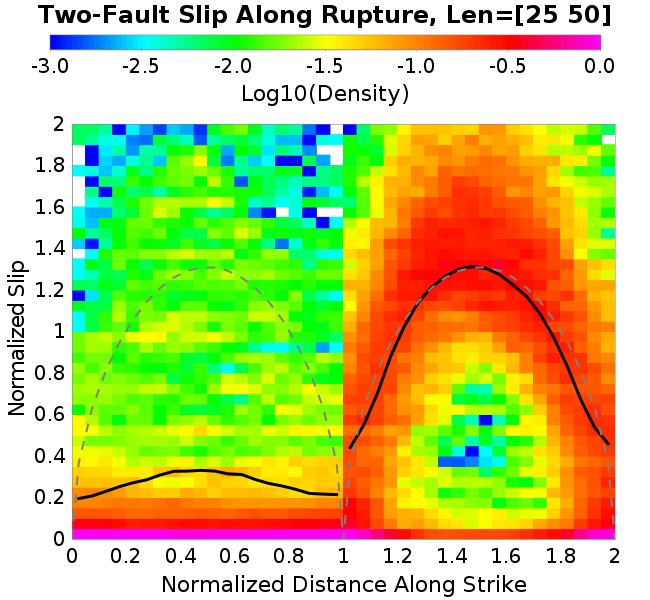 Two-Fault Slip Along Rupture, Len=[25 50]
-3.0 -2.5 -2.0 -1.5 -1.0 -0.5 0.0
Log10(Density)
2
1.8
1.6
1.4
1.2
1
0.8
0.6
0.4
0.2
0
Normalized Slip
0 0.2 0.4 0.6 0.8 1 1.2 1.4 1.6 1.8 2
Normalized Distance Along Strike